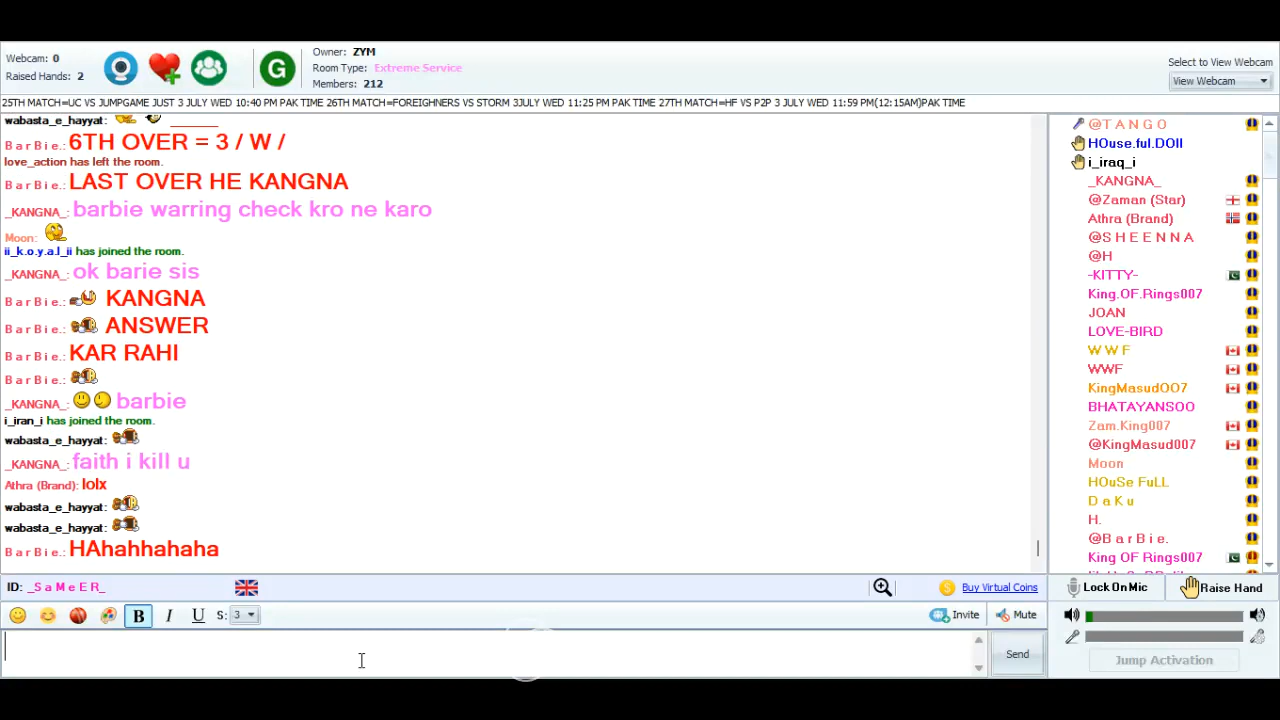 Webcam: 0
Raised Hands: 2
G
Owner: ZYM
Room Type: Extreme Service
Members: 212
Select to View Webcam
View Webcam
25TH MATCH=UC VS JUMPGAME JUST 3 JULY WED 10:40 PM PAK TIME 26TH MATCH=FOREIGHNERS VS STORM 3JULY WED 11:25 PM PAK TIME 27TH MATCH=HF VS P2P 3 JULY WED 11:59 PM(12:15AM)PAK TIME
wabasta_e_hayyat:
BarBie.: 6TH OVER = 3 / W /
love_action has left the room.
BarBie.: LAST OVER HE KANGNA
_KANGNA_: barbie warring check kro ne karo
Moon:
ii_k.o.y.a.l_ii has joined the room.
_KANGNA_: ok barie sis
BarBie.: KANGNA
BarBie.: ANSWER
BarBie.: KAR RAHI
BarBie.:
_KANGNA_: barbie
i_iran_i has joined the room.
wabasta_e_hayyat:
_KANGNA_: faith i kill u
Athra (Brand): lolx
wabasta_e_hayyat:
wabasta_e_hayyat:
BarBie.: HAhahhahaha
@T A N G O
HOuse.ful.DOll
i_iraq_i
_KANGNA_
@Zaman (Star)
Athra (Brand)
@S H E E N N A
@H
-KITTY-
King.OF.Rings007
JOAN
LOVE-BIRD
W W F
WWF
KingMasudOO7
BHATAYANSOO
Zam.King007
@KingMasud007
Moon
HOuSe FuLL
D a K u
H.
@B a r B i e.
King OF Rings007
ID: _S a M e E R_
Buy Virtual Coins
Lock On Mic
Raise Hand
B I U S: 3
Invite
Mute
Send
Jump Activation